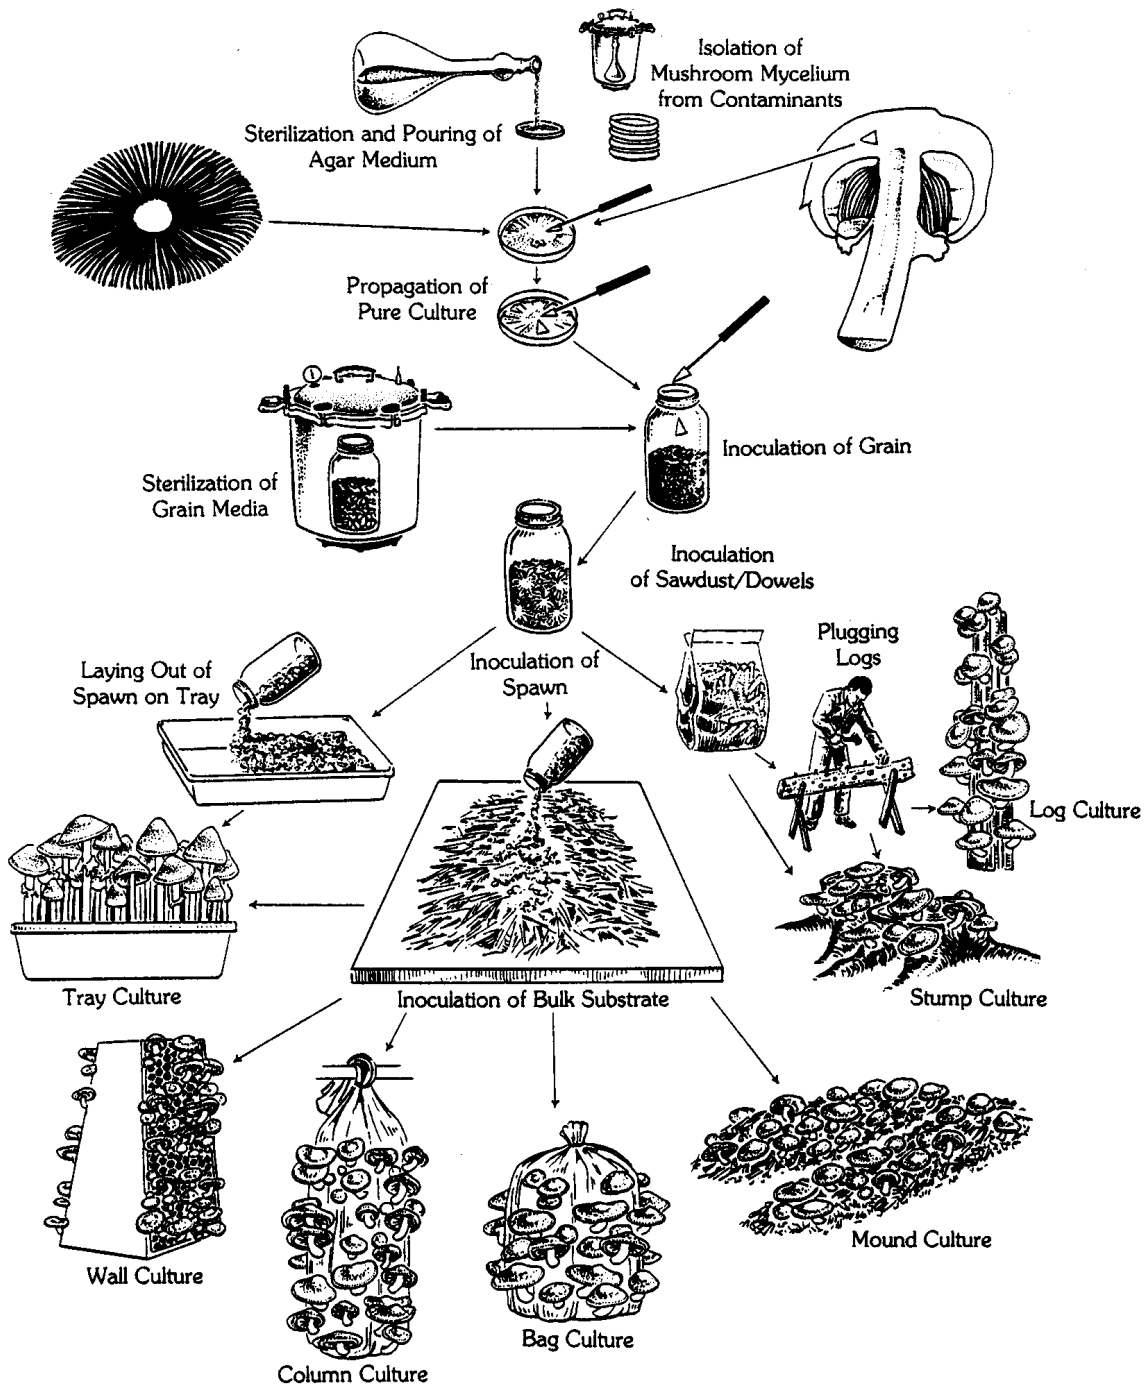 Isolation of
Mushroom Mycelium
from Contaminants
Sterilization and Pouring of
Agar Medium
Propagation of
Pure Culture
Inoculation of Grain
Sterilization of
Grain Media
Inoculation
of Sawdust/Dowels
Plugging
Logs
Laying Out of
Spawn on Tray
Inoculation of
Spawn
Log Culture
Tray Culture
Inoculation of Bulk Substrate
Stump Culture
Mound Culture
Wall Culture
Bag Culture
Column Culture